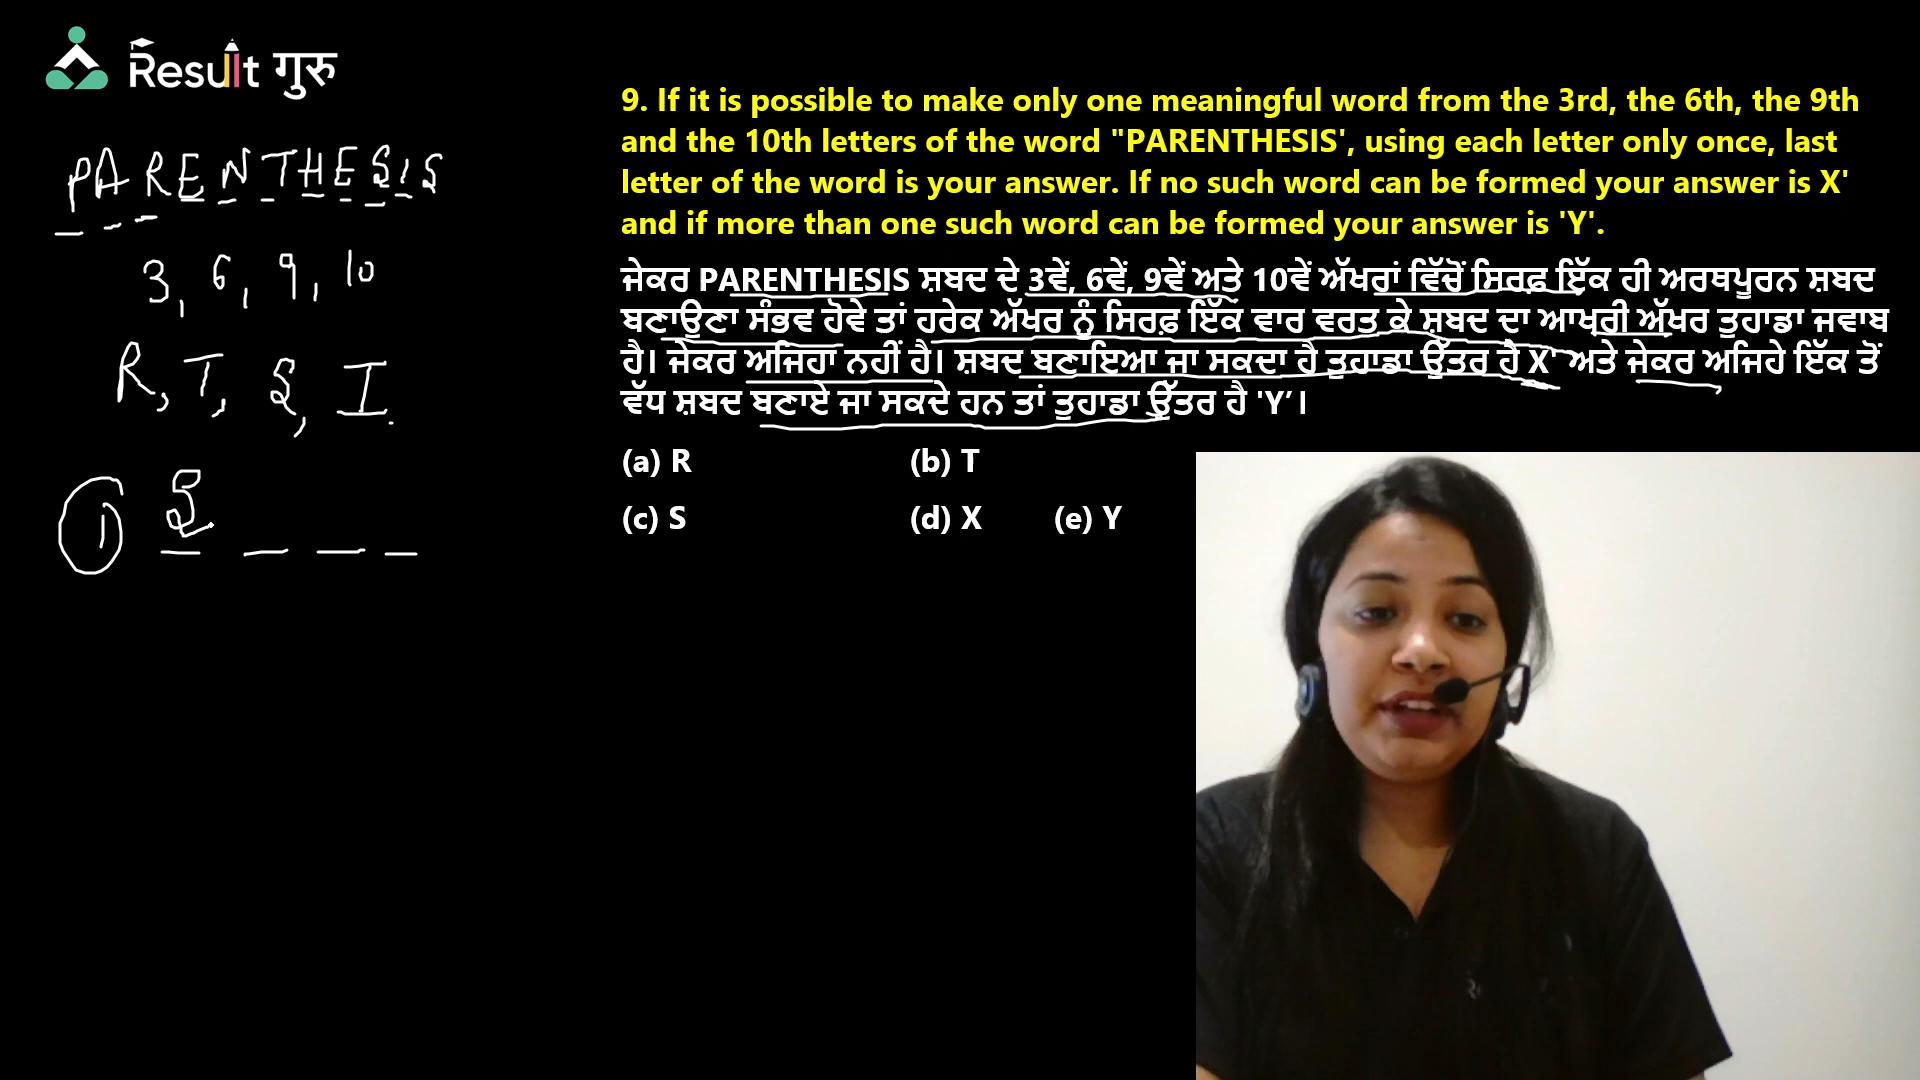 Result गुरु
9. If it is possible to make only one meaningful word from the 3rd, the 6th, the 9th
and the 10th letters of the word "PARENTHESIS', using each letter only once, last
letter of the word is your answer. If no such word can be formed your answer is X'
and if more than one such word can be formed your answer is 'Y'.
ਜੇਕਰ PARENTHESIS ਸ਼ਬਦ ਦੇ 3ਵੇਂ, 6ਵੇਂ, 9ਵੇਂ ਅਤੇ 10ਵੇਂ ਅੱਖਰਾਂ ਵਿੱਚੋਂ ਸਿਰਫ਼ ਇੱਕ ਹੀ ਅਰਥਪੂਰਨ ਸ਼ਬਦ
ਬਣਾਉਣਾ ਸੰਭਵ ਹੋਵੇ ਤਾਂ ਹਰੇਕ ਅੱਖਰ ਨੂੰ ਸਿਰਫ਼ ਇੱਕ ਵਾਰ ਵਰਤ ਕੇ ਸ਼ਬਦ ਦਾ ਆਖਰੀ ਅੱਖਰ ਤੁਹਾਡਾ ਜਵਾਬ
ਹੈ। ਜੇਕਰ ਅਜਿਹਾ ਨਹੀਂ ਹੈ। ਸ਼ਬਦ ਬਣਾਇਆ ਜਾ ਸਕਦਾ ਹੈ ਤੁਹਾਡਾ ਉੱਤਰ ਹੈ X' ਅਤੇ ਜੇਕਰ ਅਜਿਹੇ ਇੱਕ ਤੋਂ
ਵੱਧ ਸ਼ਬਦ ਬਣਾਏ ਜਾ ਸਕਦੇ ਹਨ ਤਾਂ ਤੁਹਾਡਾ ਉੱਤਰ ਹੈ 'Y'।
(a) R (b) T
(c) S (d) X (e) Y
PARENTHESIS
3, 6, 9, 10
R, T, S, I.
1 S